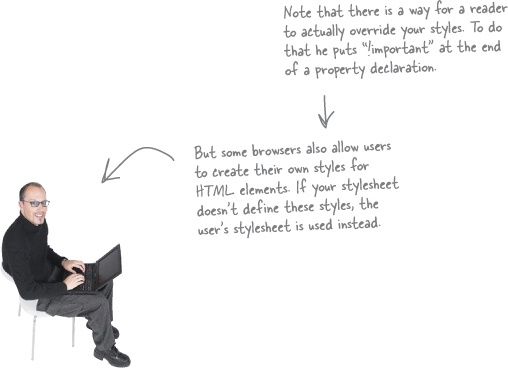 Note that there is a way for a reader
to actually override your styles. To do
that he puts “!important” at the end
of a property declaration.
But some browsers also allow users
to create their own styles for
HTML elements. If your stylesheet
doesn’t define these styles, the
user’s stylesheet is used instead.